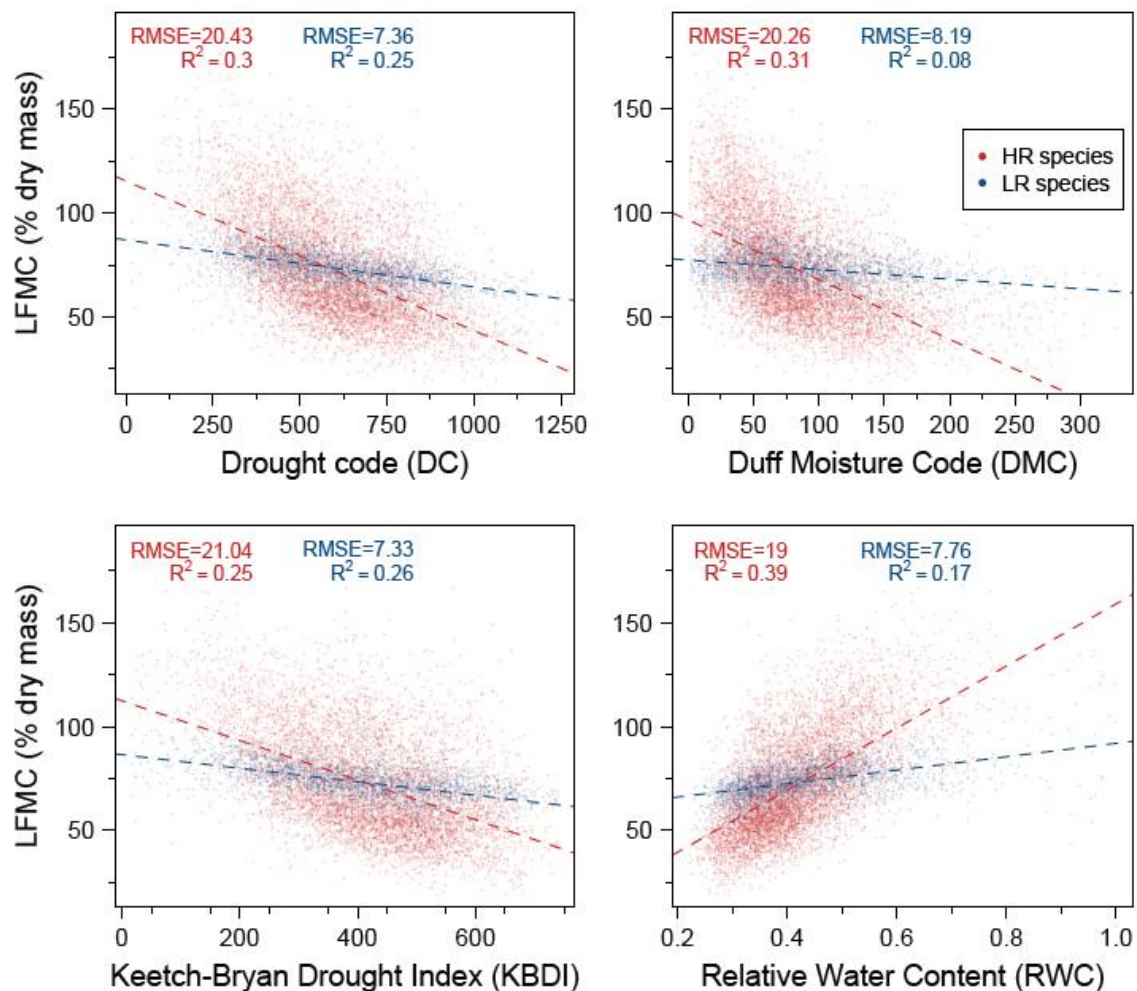 RMSE=20.43 RMSE=7.36
R² = 0.3 R² = 0.25
150
100
50
LFMC (% dry mass)
0 250 500 750 1000 1250
Drought code (DC)
RMSE=20.26 RMSE=8.19
R² = 0.31 R² = 0.08
HR species
LR species
150
100
50
0 50 100 150 200 250 300
Duff Moisture Code (DMC)
RMSE=21.04 RMSE=7.33
R² = 0.25 R² = 0.26
150
100
50
LFMC (% dry mass)
0 200 400 600
Keetch-Bryan Drought Index (KBDI)
RMSE=19 RMSE=7.76
R² = 0.39 R² = 0.17
150
100
50
0.2 0.4 0.6 0.8 1.0
Relative Water Content (RWC)